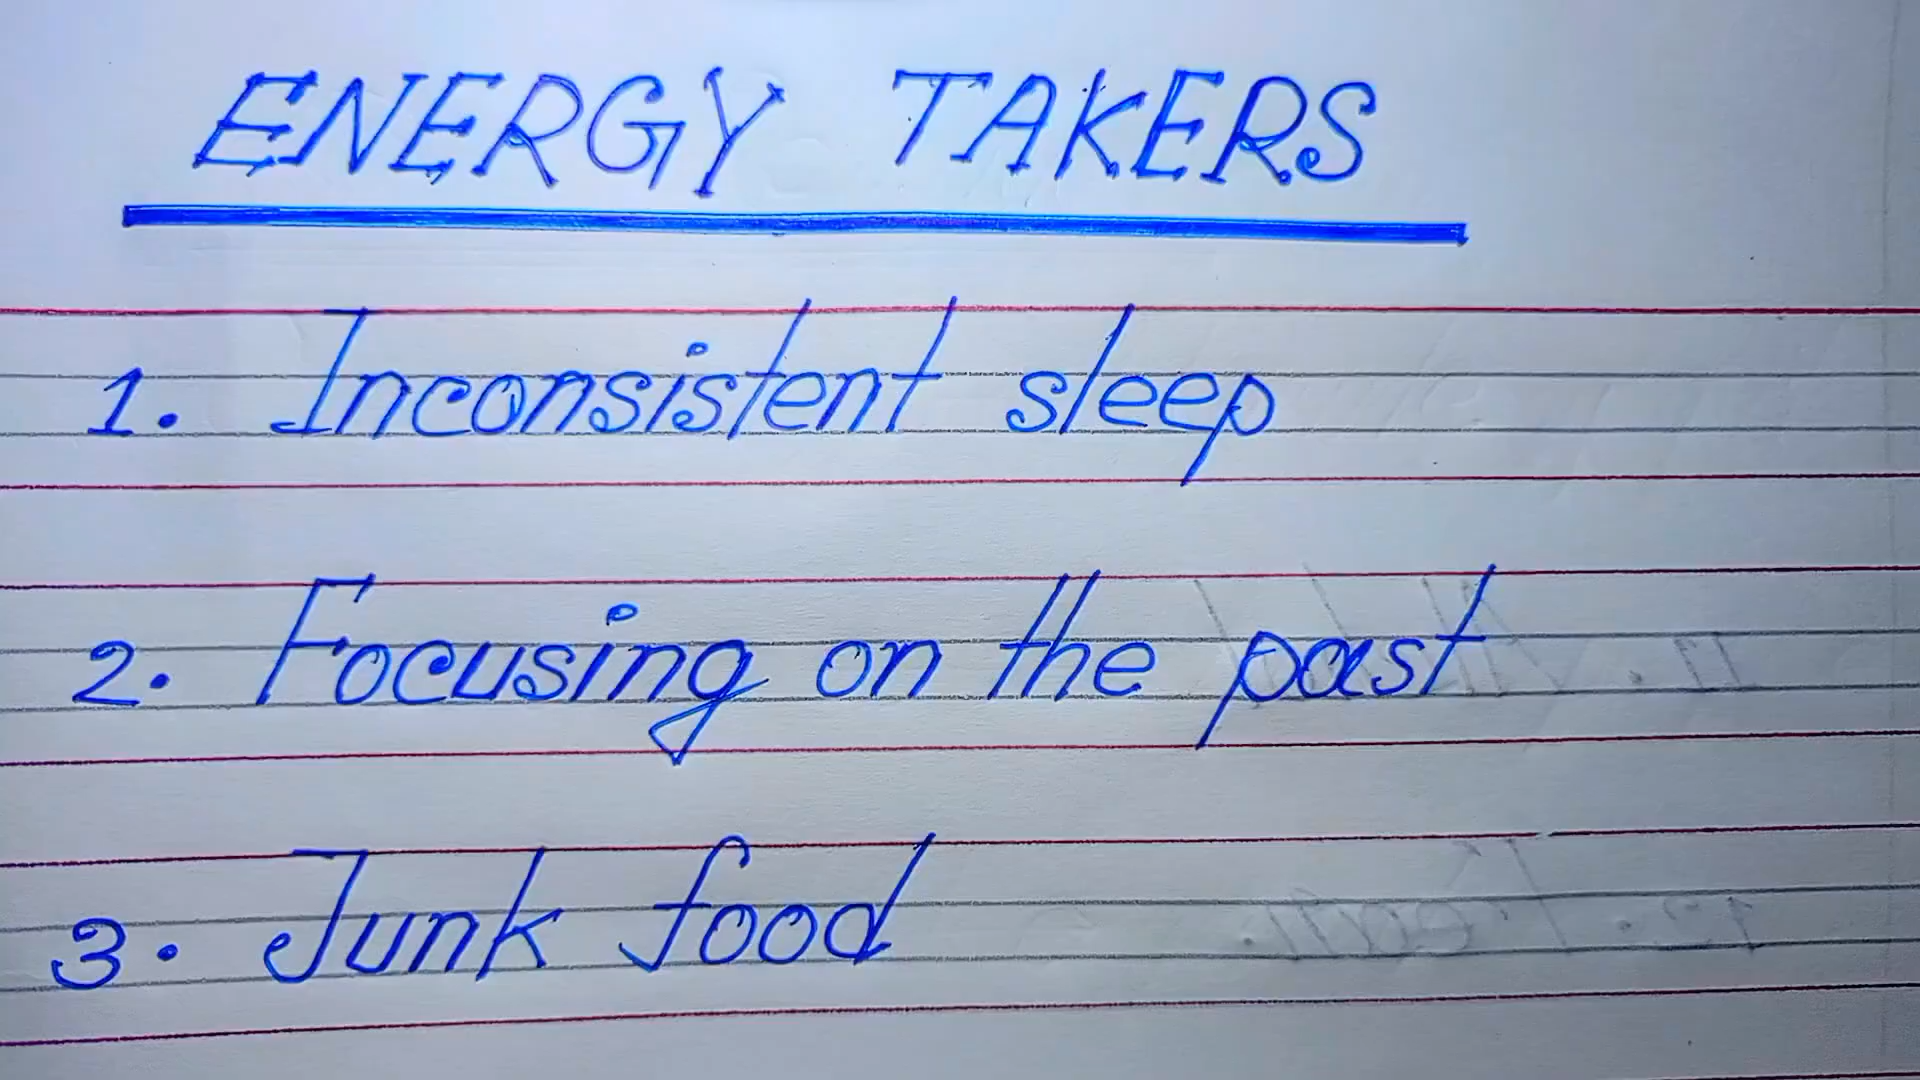 ENERGY TAKERS
1. Inconsistent sleep
2. Focusing on the past
3. Junk food